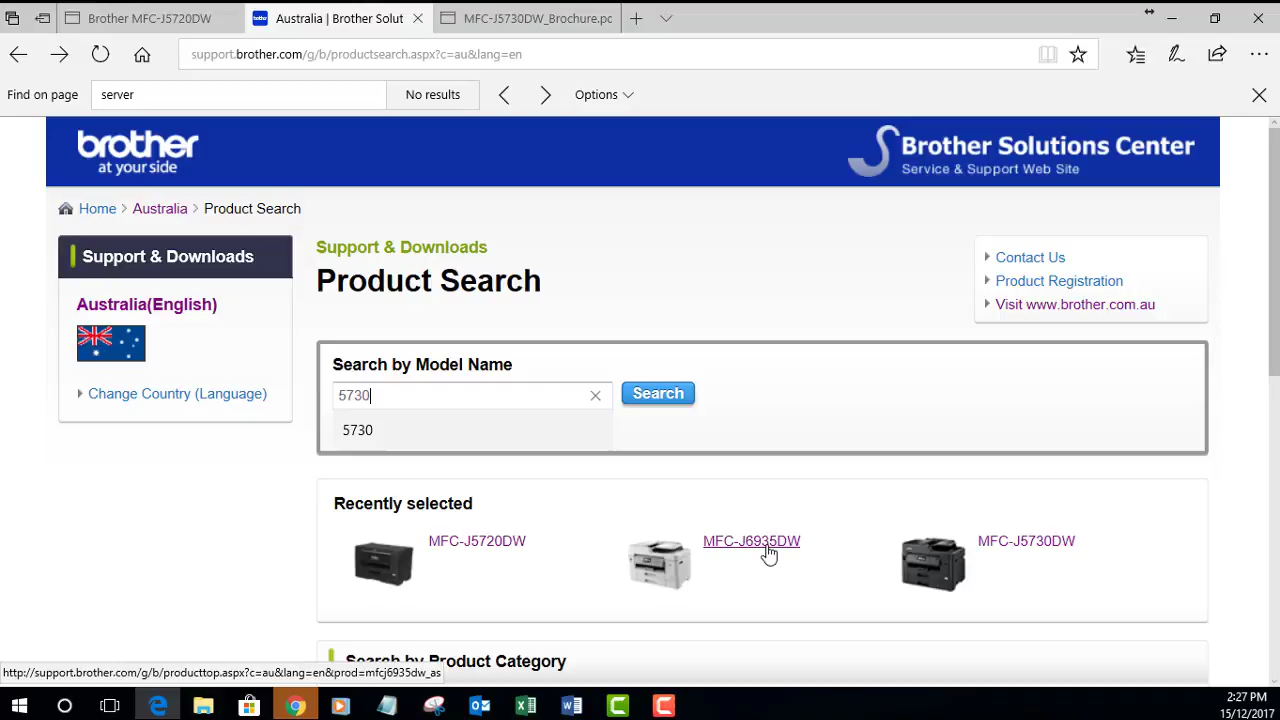 Brother MFC-J5720DW
Australia | Brother Solut
MFC-J5730DW_Brochure.pc
support.brother.com/g/b/productsearch.aspx?c=au&lang=en
Find on page
server
No results
Options
brother
at your side
Brother Solutions Center
Service & Support Web Site
Home > Australia > Product Search
Support & Downloads
Australia(English)
Change Country (Language)
Support & Downloads
Product Search
Contact Us
Product Registration
Visit www.brother.com.au
Search by Model Name
5730
Search
5730
Recently selected
MFC-J5720DW
MFC-J6935DW
MFC-J5730DW
Search by Product Category
http://support.brother.com/g/b/producttop.aspx?c=au&lang=en&prod=mfcj6935dw_as
2:27 PM
15/12/2017